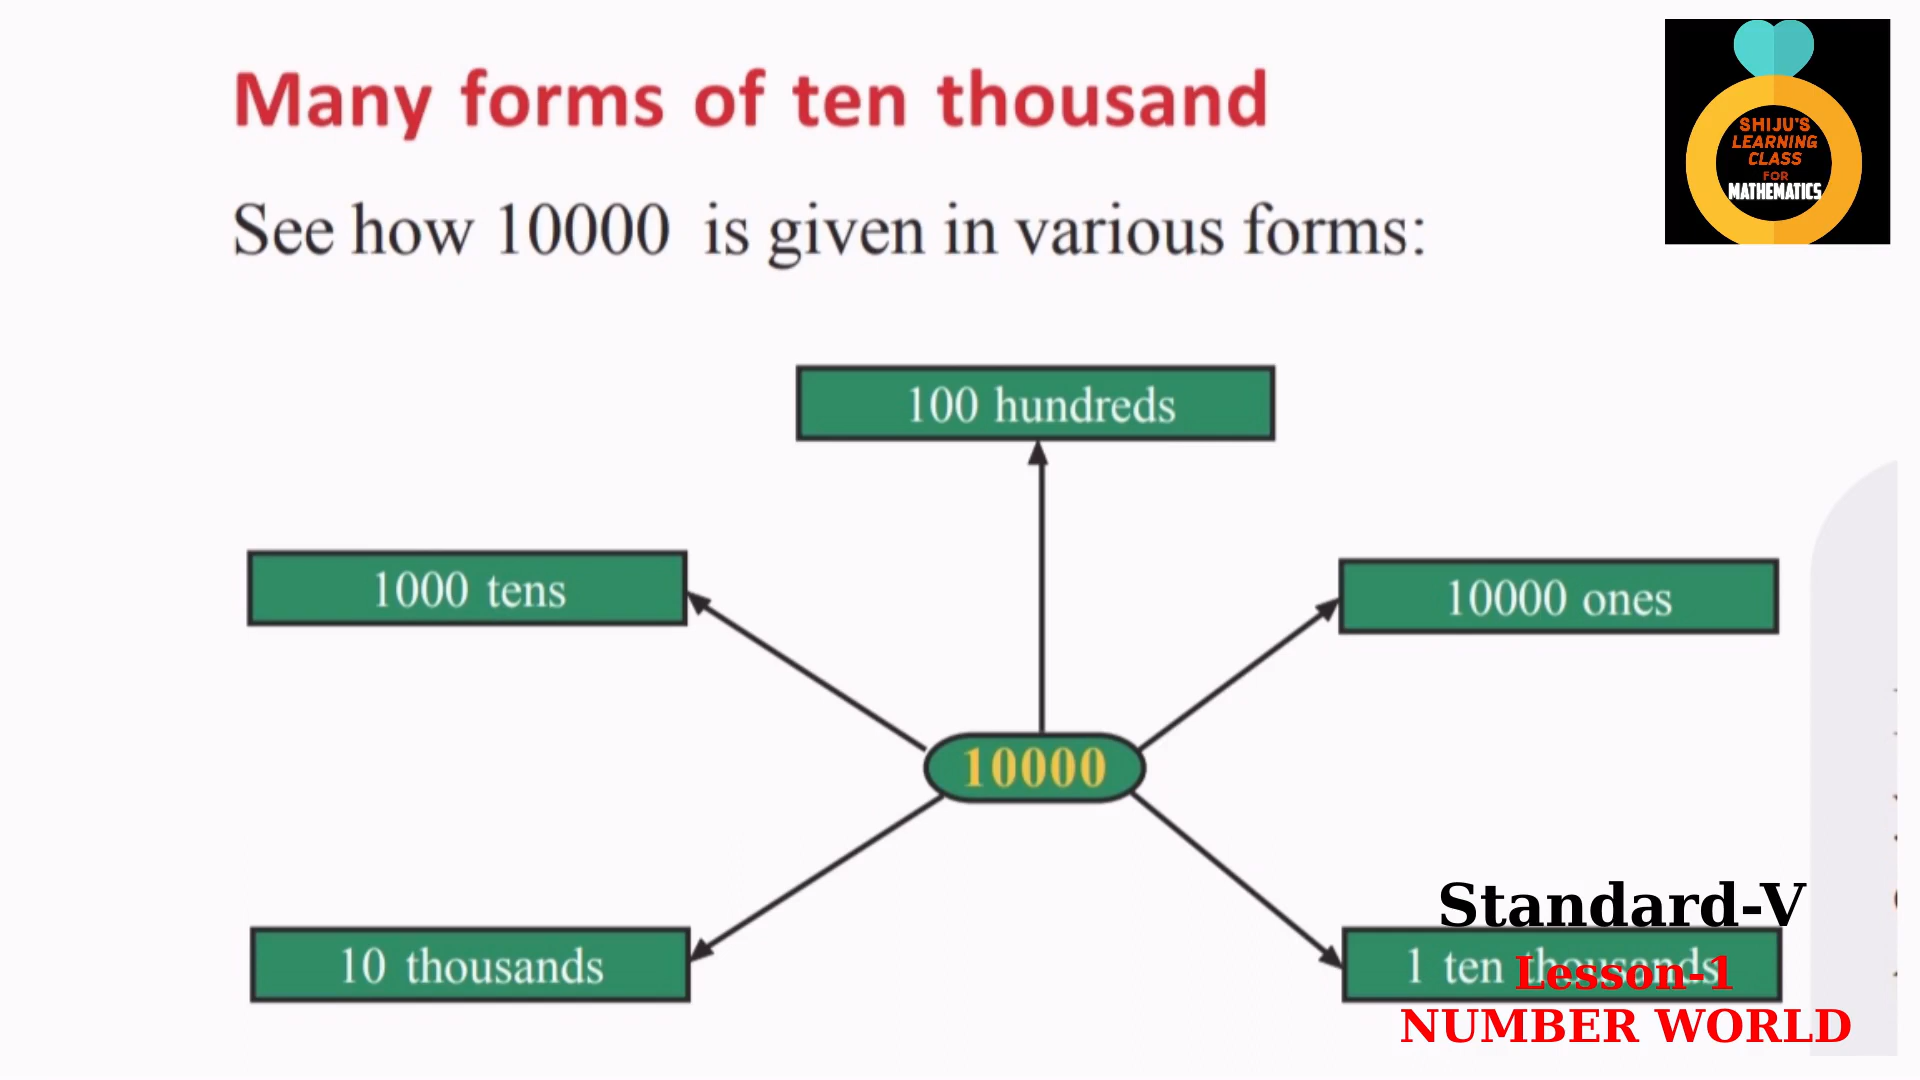 Many forms of ten thousand
SHIJU'S
LEARNING
CLASS
FOR
MATHEMATICS
See how 10000 is given in various forms:
100 hundreds
1000 tens
10000 ones
10000
Standard-V
10 thousands
1 ten thousands
Lesson-1
NUMBER WORLD